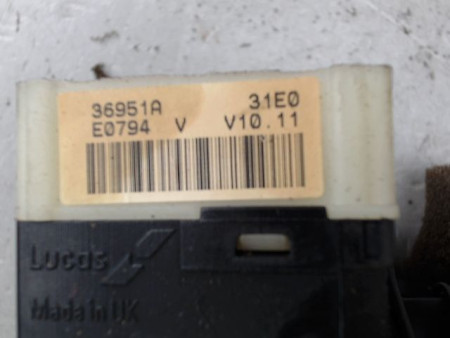 36951A 31E0
E0794 V V10.11
Lucas
Made in UK